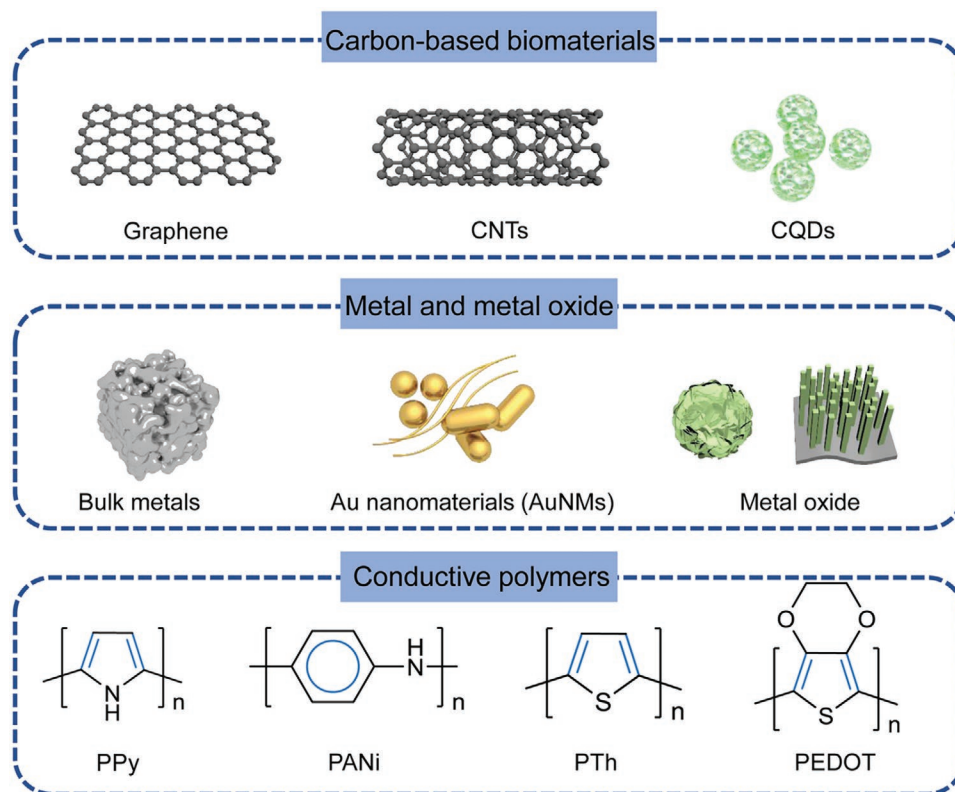 Carbon-based biomaterials
Graphene
CNTs
CQDs
Metal and metal oxide
Bulk metals
Au nanomaterials (AuNMs)
Metal oxide
Conductive polymers
N
H
n
H
N
n
S
n
O
O
S
n
PPy
PANi
PTh
PEDOT